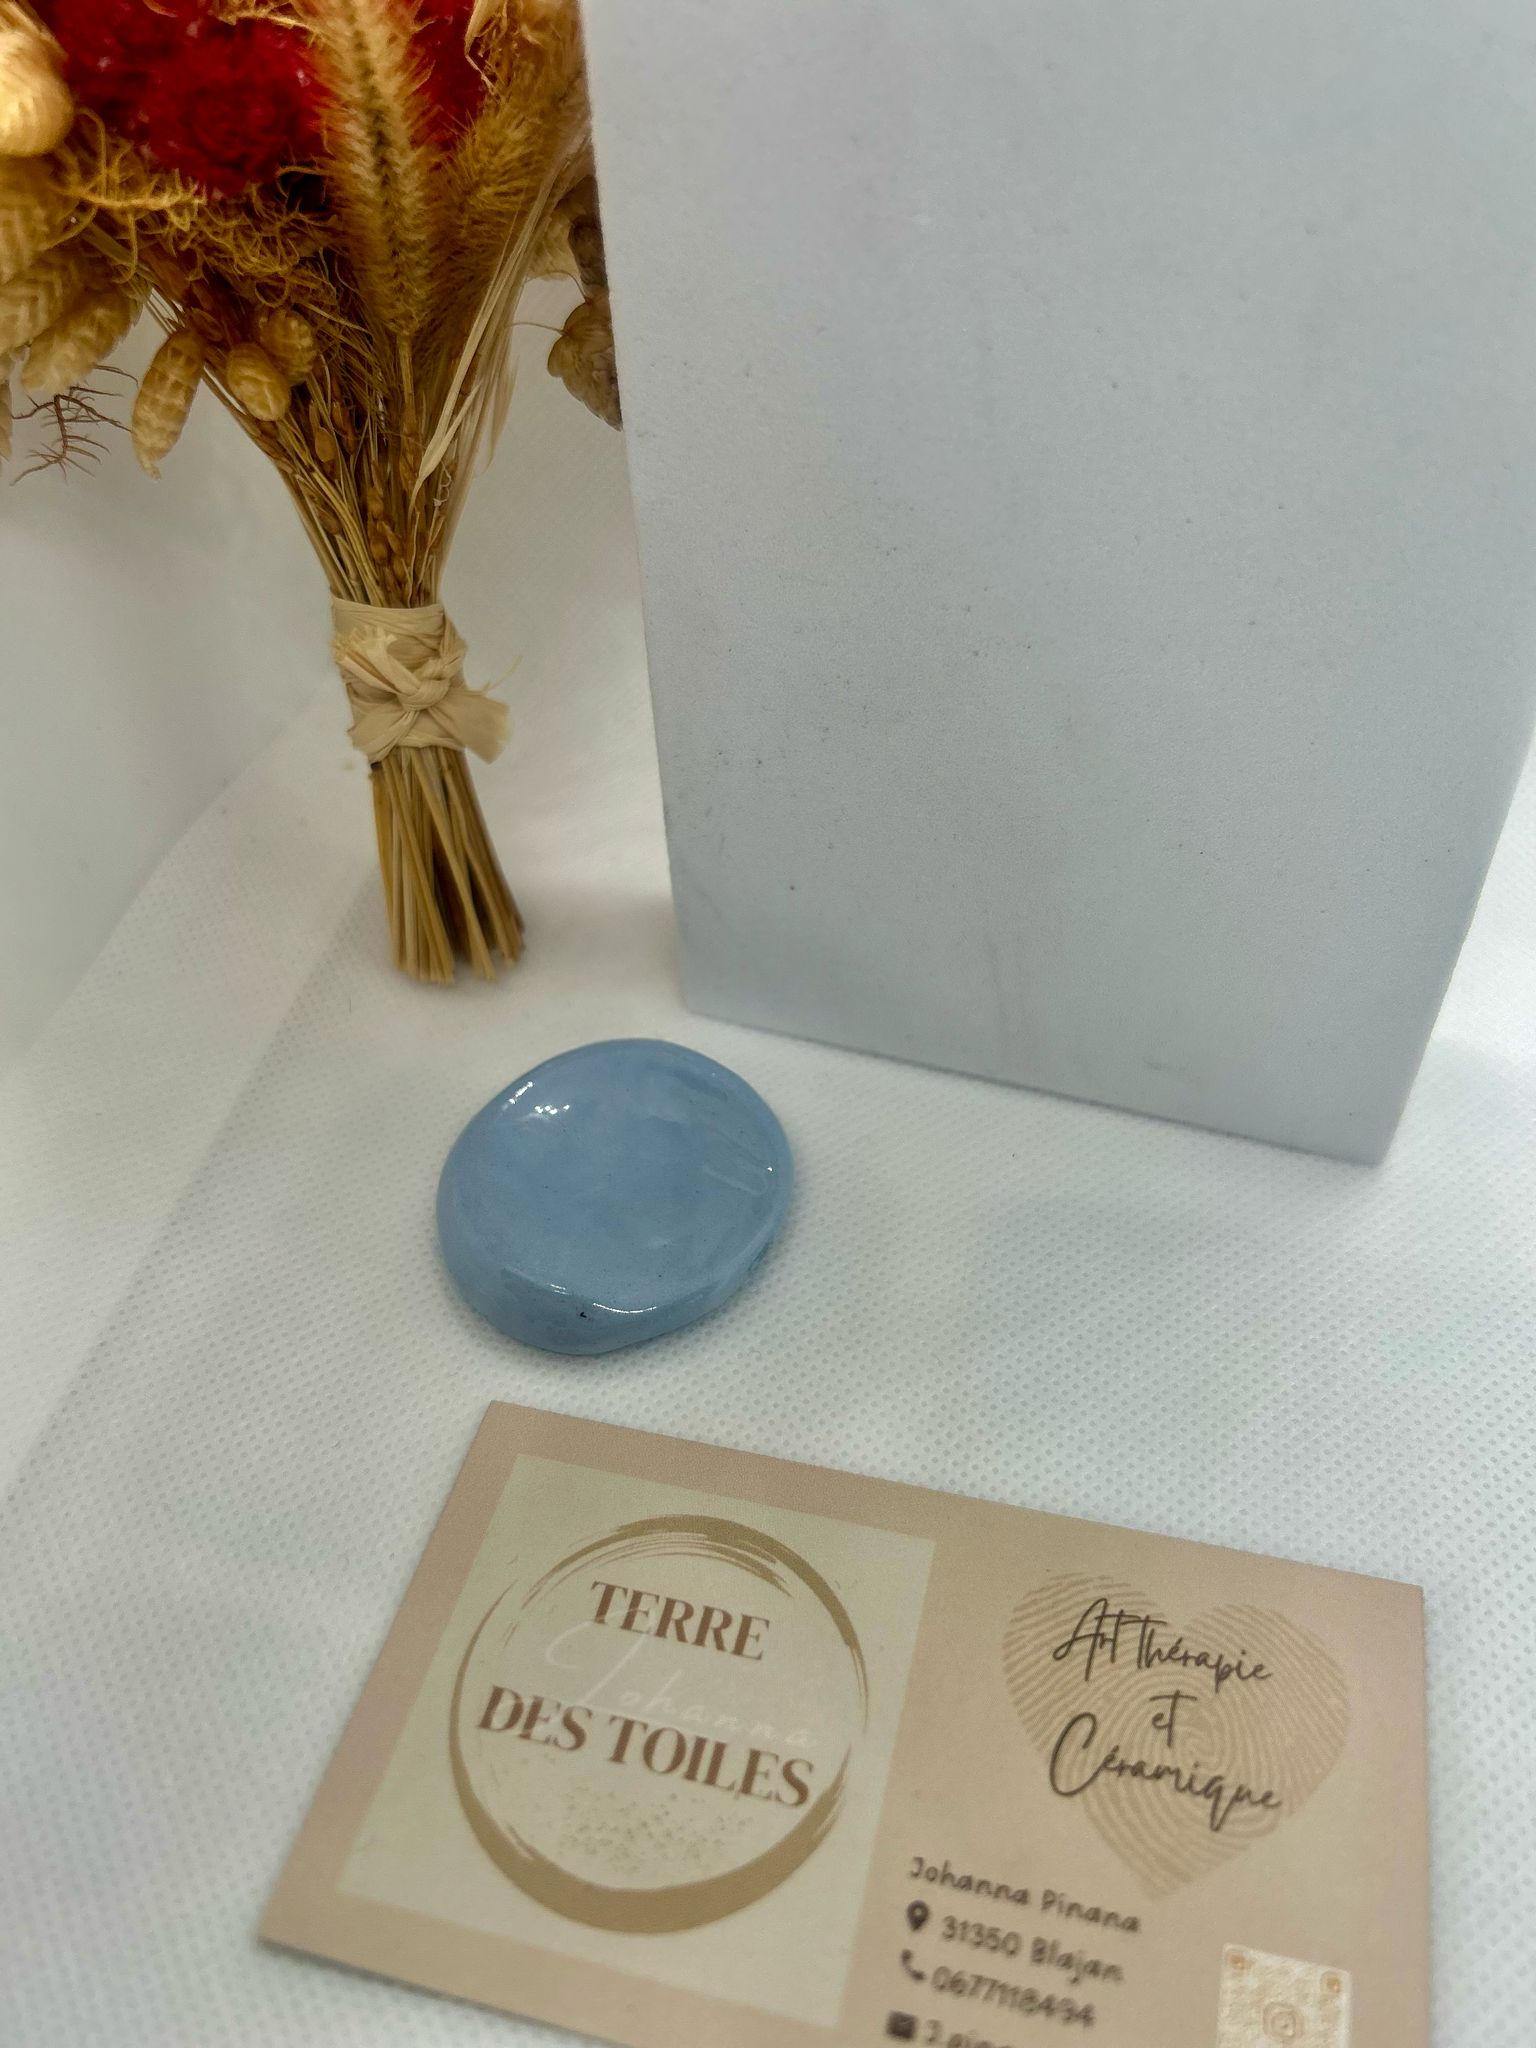 TERRE
Johanna
DES TOILES
Art thérapie
et
Céramique
Johanna Pinana
31350 Blajan
0677118494